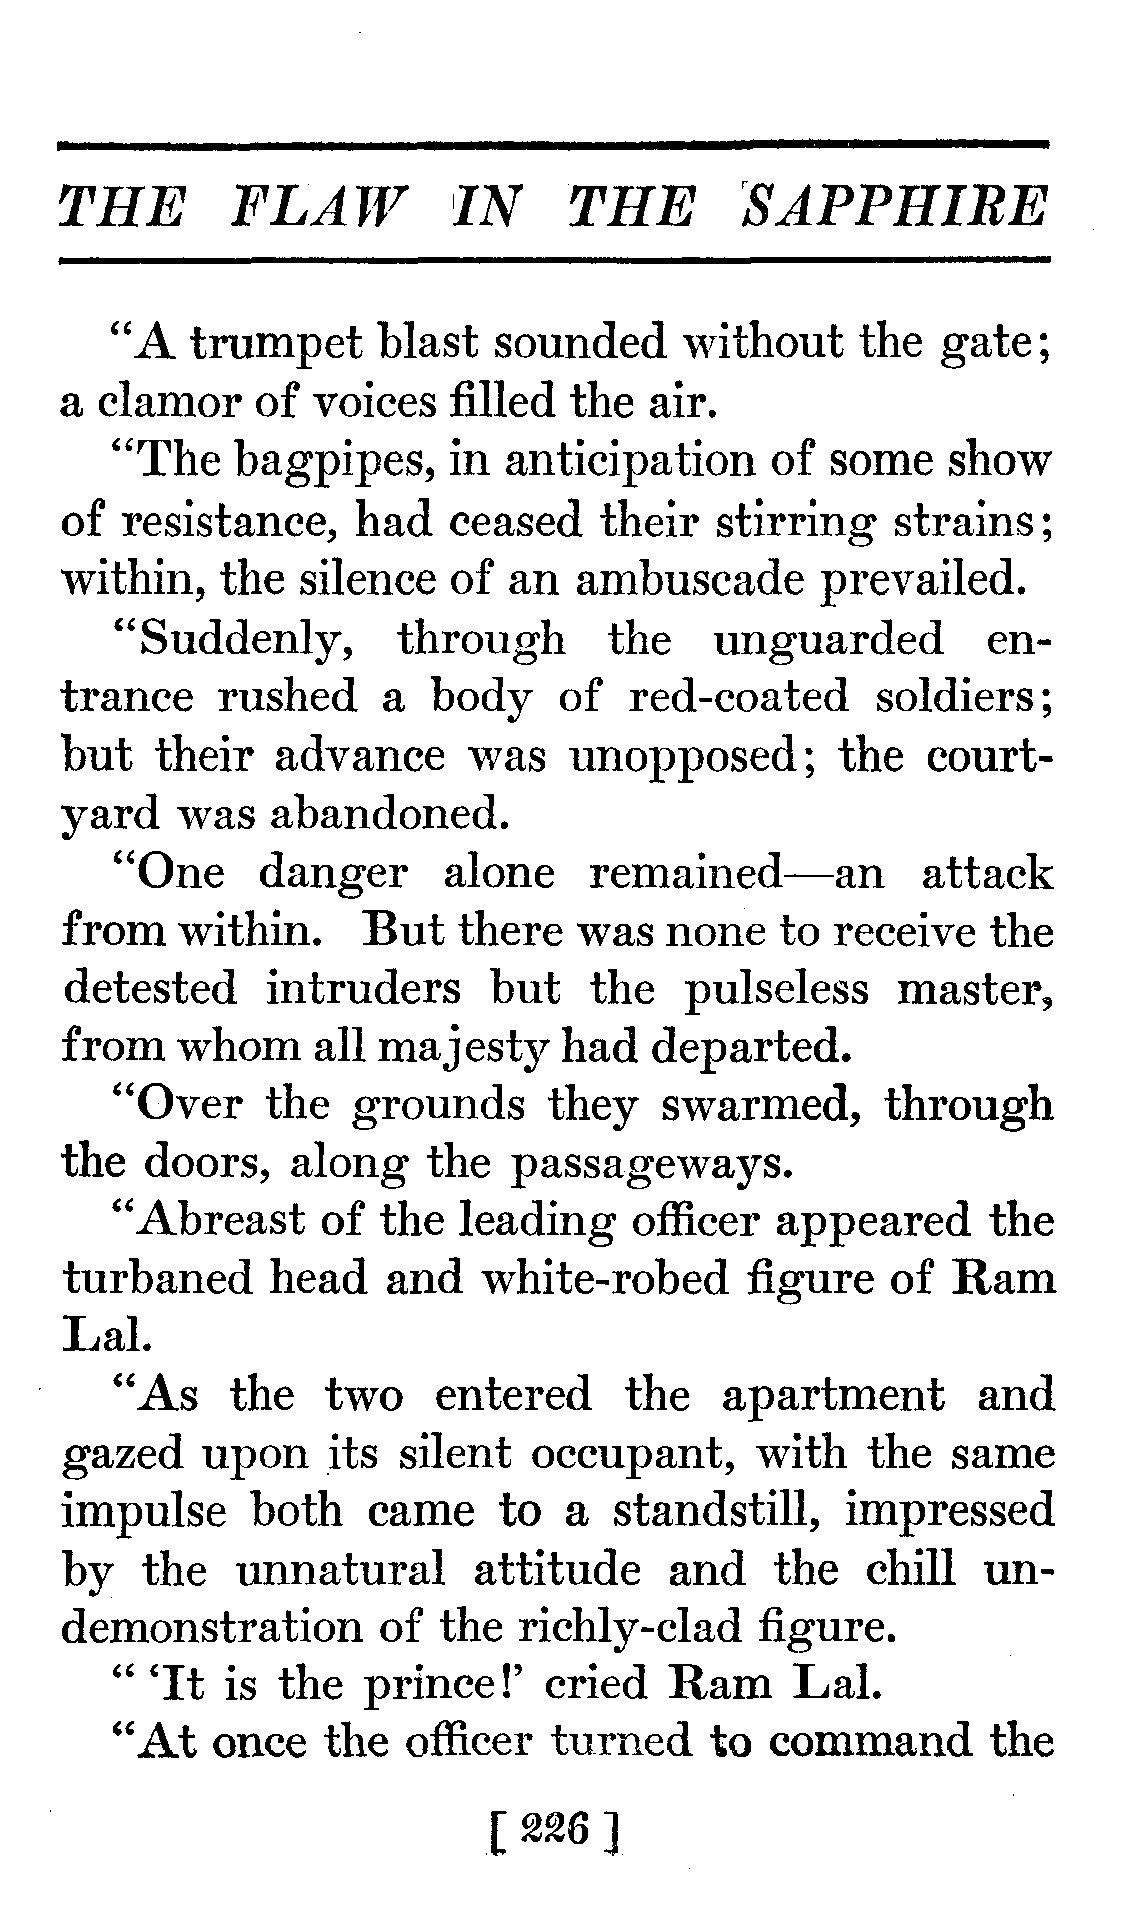 THE FLAW IN THE SAPPHIRE
"A trumpet blast sounded without the gate;
a clamor of voices filled the air.
"The bagpipes, in anticipation of some show
of resistance, had ceased their stirring strains;
within, the silence of an ambuscade prevailed.
"Suddenly, through the unguarded en-
trance rushed a body of red-coated soldiers;
but their advance was unopposed; the court-
yard was abandoned.
"One danger alone remained—an attack
from within. But there was none to receive the
detested intruders but the pulseless master,
from whom all majesty had departed.
"Over the grounds they swarmed, through
the doors, along the passageways.
"Abreast of the leading officer appeared the
turbaned head and white-robed figure of Ram
Lal.
"As the two entered the apartment and
gazed upon its silent occupant, with the same
impulse both came to a standstill, impressed
by the unnatural attitude and the chill un-
demonstration of the richly-clad figure.
" 'It is the prince!' cried Ram Lal.
"At once the officer turned to command the
[ 226 ]